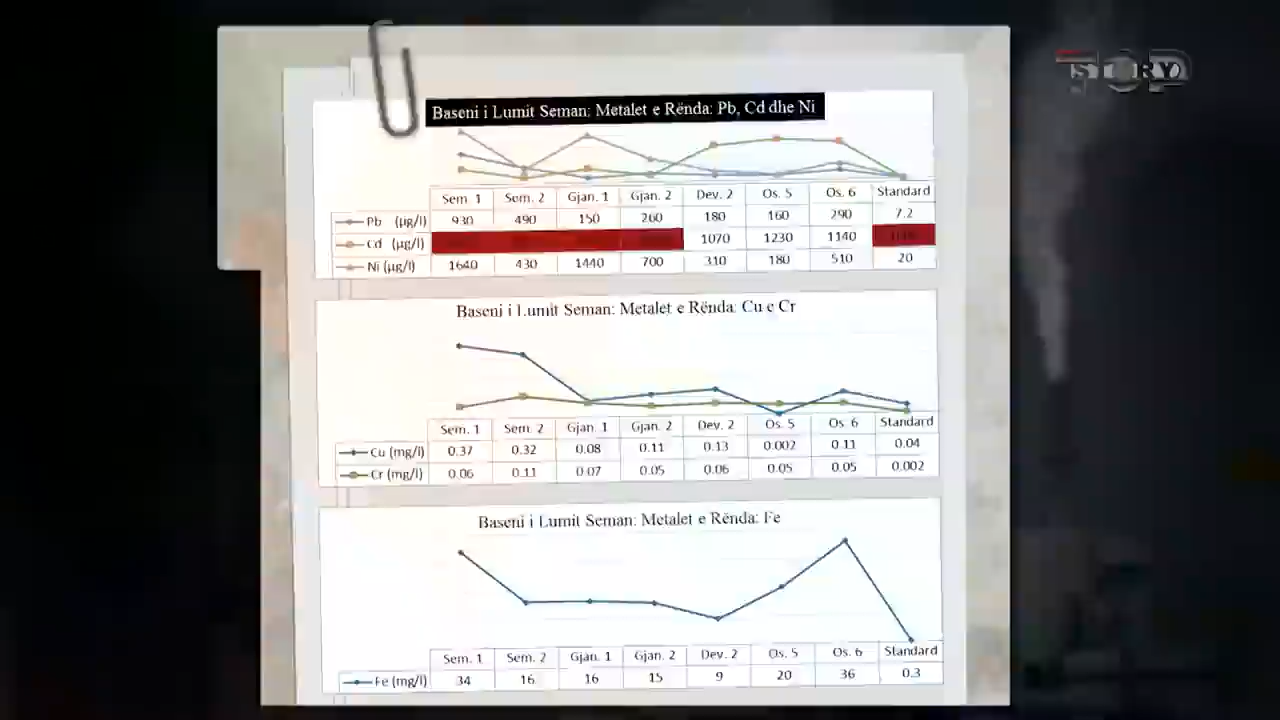 TOP
STORY
Baseni i Lumit Seman: Metalet e Rënda: Pb, Cd dhe Ni
Sem 1 Sem. 2 Gjan. 1 Gjan. 2 Dev. 2 Os. 5 Os. 6 Standard
Pb (µg/l) 930 490 150 260 180 160 290 7.2
Cd (µg/l) 1070 1230 1140
Ni (µg/l) 1640 430 1440 700 310 180 510 20
Baseni i Lumit Seman: Metalet e Rënda: Cu e Cr
Sem. 1 Sem. 2 Gjan. 1 Gjan. 2 Dev. 2 Os. 5 Os. 6 Standard
Cu (mg/l) 0.37 0.32 0.08 0.11 0.13 0.002 0.11 0.04
Cr (mg/l) 0.06 0.11 0.07 0.05 0.06 0.05 0.05 0.002
Baseni i Lumit Seman: Metalet e Rënda: Fe
Sem. 1 Sem. 2 Gjan. 1 Gjan. 2 Dev. 2 Os. 5 Os. 6 Standard
Fe (mg/l) 34 16 16 15 9 20 36 0.3